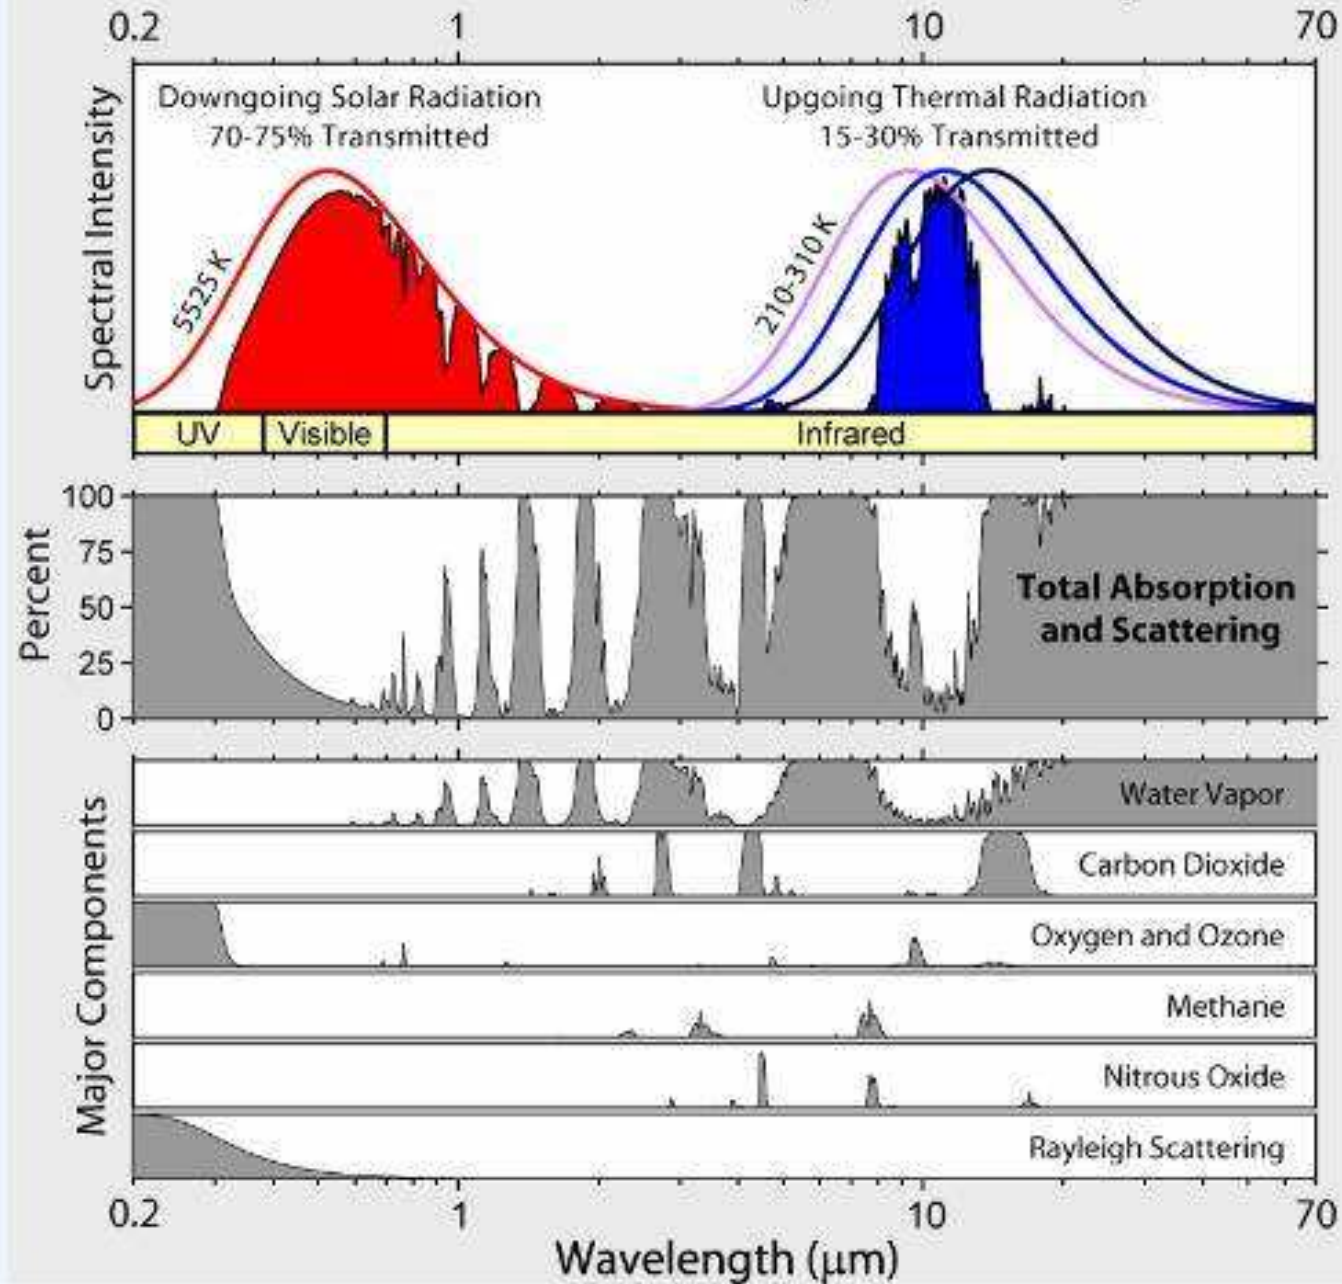 0.2 1 10 70
Downgoing Solar Radiation
70-75% Transmitted
Upgoing Thermal Radiation
15-30% Transmitted
Spectral Intensity
5525 K
210-310 K
UV Visible Infrared
Percent
100
75
50
25
0
Total Absorption
and Scattering
Major Components
Water Vapor
Carbon Dioxide
Oxygen and Ozone
Methane
Nitrous Oxide
Rayleigh Scattering
0.2 1 10 70
Wavelength (μm)